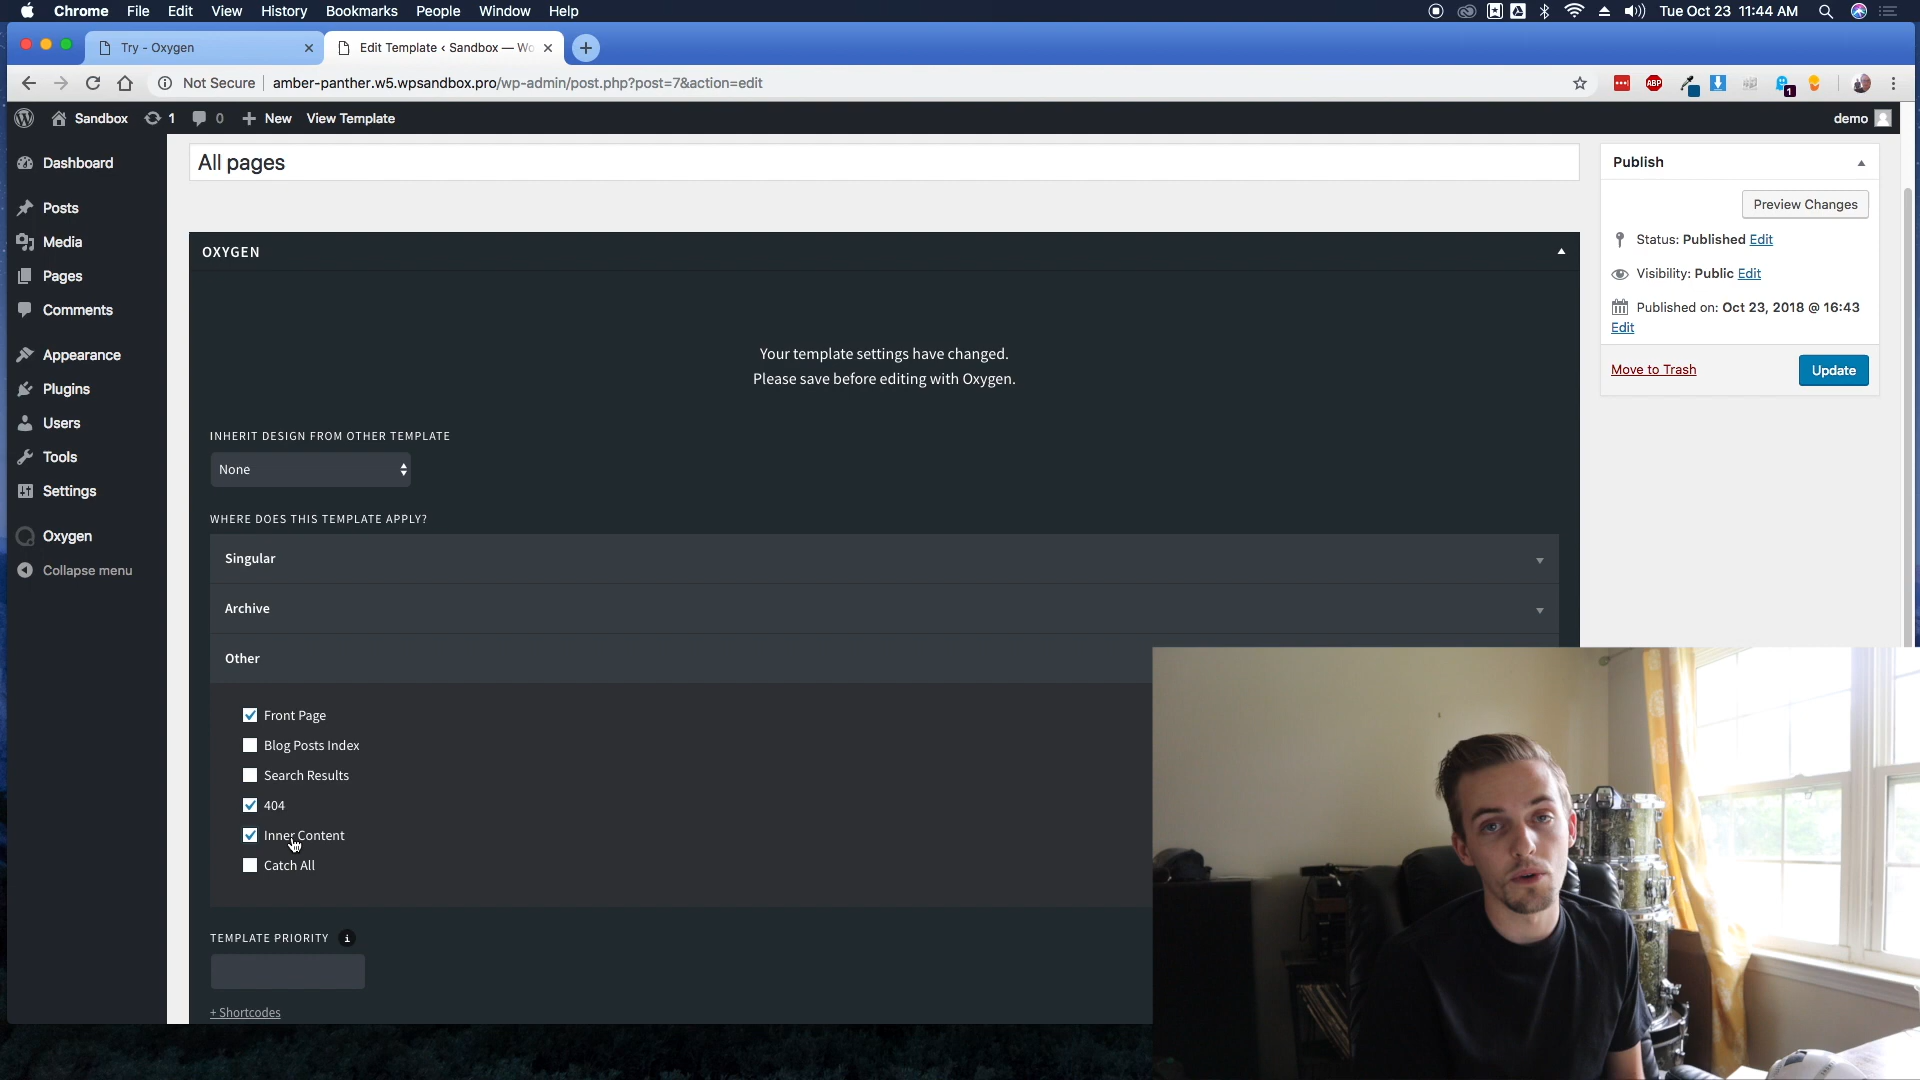 Chrome File Edit View History Bookmarks People Window Help Tue Oct 23 11:44 AM
Try - Oxygen Edit Template ‹ Sandbox — Wo
Not Secure amber-panther.w5.wpsandbox.pro/wp-admin/post.php?post=7&action=edit ABP 1
Sandbox 1 0 New View Template demo
Dashboard
Posts
Media
Pages
Comments
Appearance
Plugins
Users
Tools
Settings
Oxygen
Collapse menu
All pages
OXYGEN
Your template settings have changed.
Please save before editing with Oxygen.
INHERIT DESIGN FROM OTHER TEMPLATE
None
WHERE DOES THIS TEMPLATE APPLY?
Singular
Archive
Other
Front Page
Blog Posts Index
Search Results
404
Inner Content
Catch All
TEMPLATE PRIORITY i
+ Shortcodes
Publish
Preview Changes
Status: Published Edit
Visibility: Public Edit
Published on: Oct 23, 2018 @ 16:43
Edit
Move to Trash Update